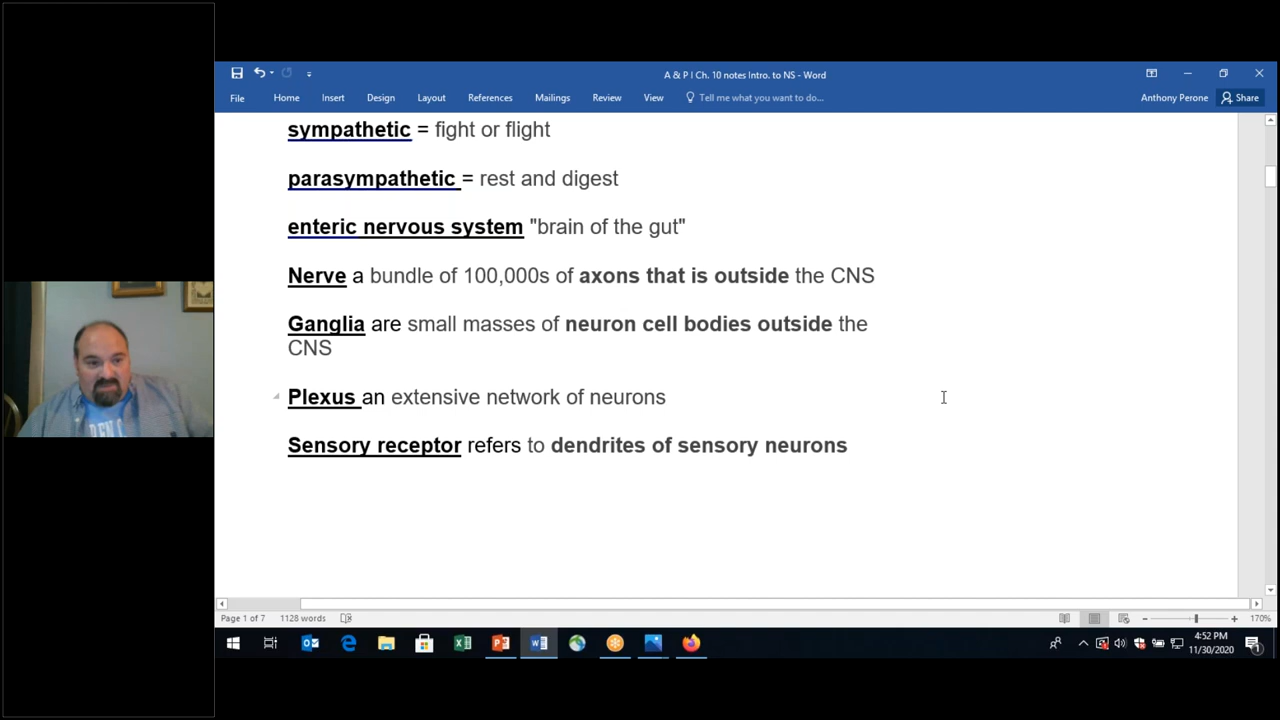 A & P I Ch. 10 notes Intro. to NS - Word
File Home Insert Design Layout References Mailings Review View Tell me what you want to do... Anthony Perone Share
sympathetic = fight or flight
parasympathetic = rest and digest
enteric nervous system "brain of the gut"
Nerve a bundle of 100,000s of axons that is outside the CNS
Ganglia are small masses of neuron cell bodies outside the
CNS
Plexus an extensive network of neurons
Sensory receptor refers to dendrites of sensory neurons
Page 1 of 7 1128 words 170%
4:52 PM
11/30/2020